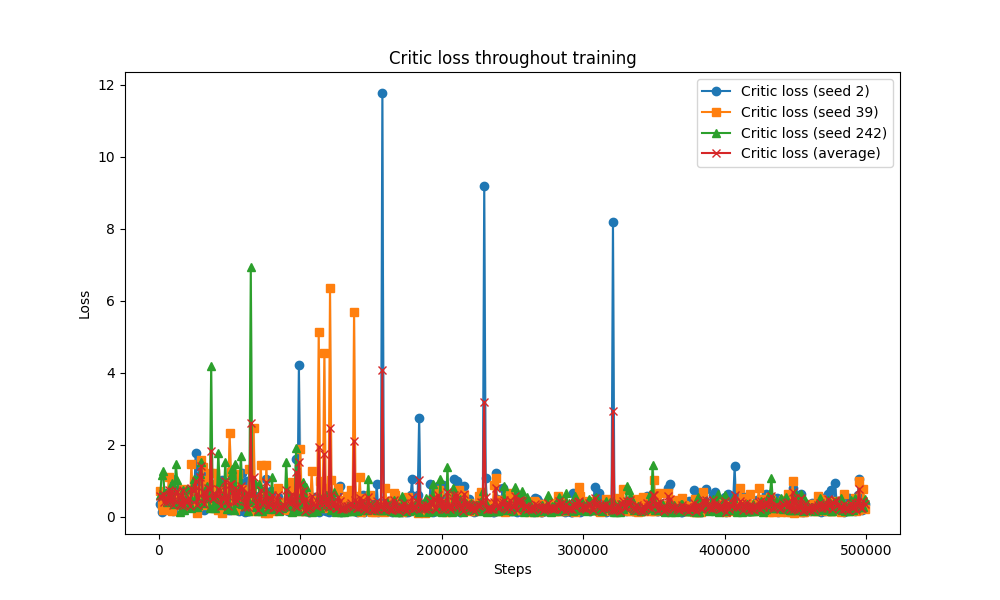 Critic loss throughout training
12
10
8
6
4
2
0
Loss
Critic loss (seed 2)
Critic loss (seed 39)
Critic loss (seed 242)
Critic loss (average)
0 100000 200000 300000 400000 500000
Steps